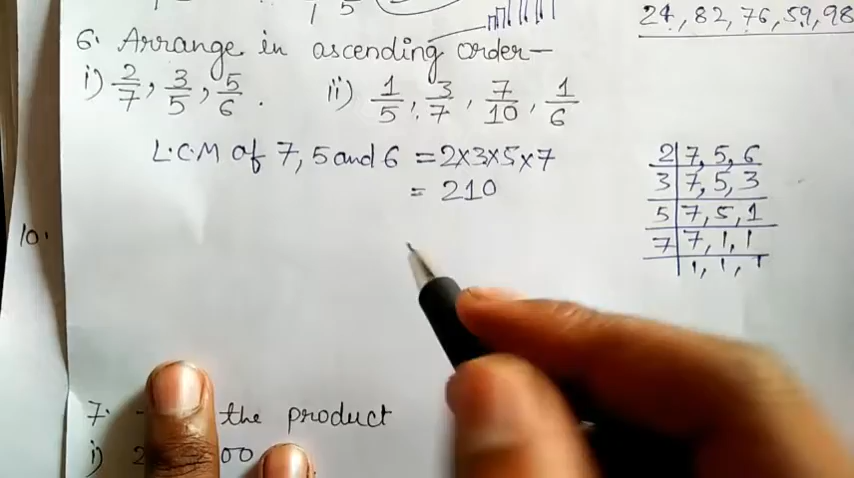 24, 82, 76, 59, 98
6. Arrange in ascending order—
i) 2/7, 3/5, 5/6. ii) 1/5, 3/7, 7/10, 1/6
L.C.M of 7, 5 and 6 = 2×3×5×7
= 210
2 | 7, 5, 6
3 | 7, 5, 3
5 | 7, 5, 1
7 | 7, 1, 1
1, 1, 1
10.
7. the product
i)